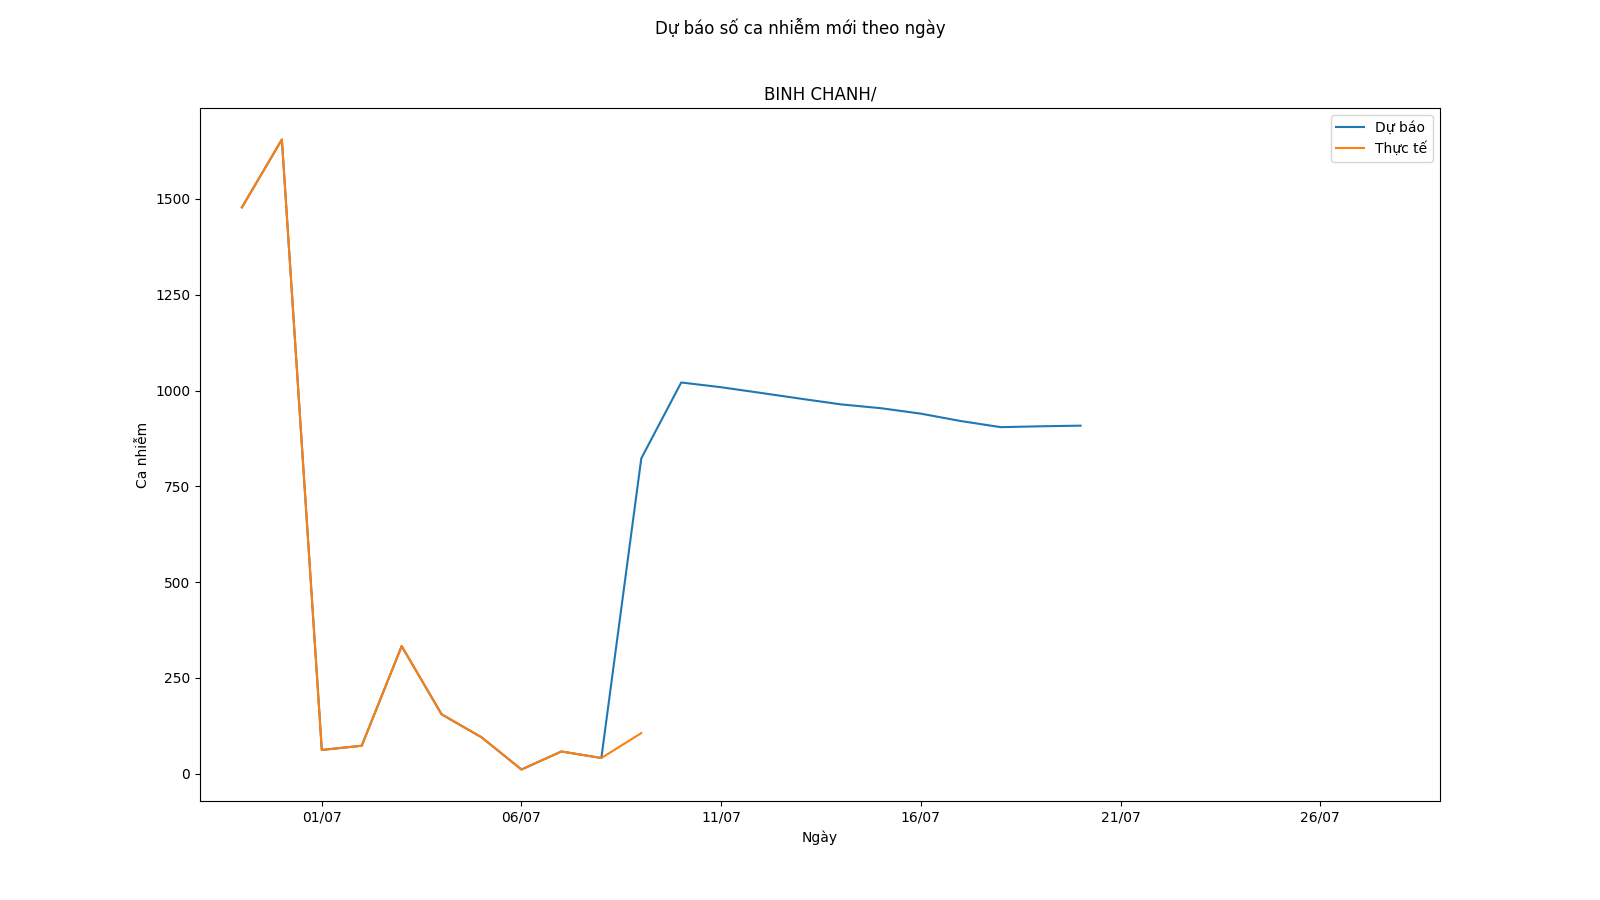 Dự báo số ca nhiễm mới theo ngày
BINH CHANH/
Dự báo
Thực tế
Ca nhiễm
1500
1250
1000
750
500
250
0
01/07
06/07
11/07
16/07
21/07
26/07
Ngày